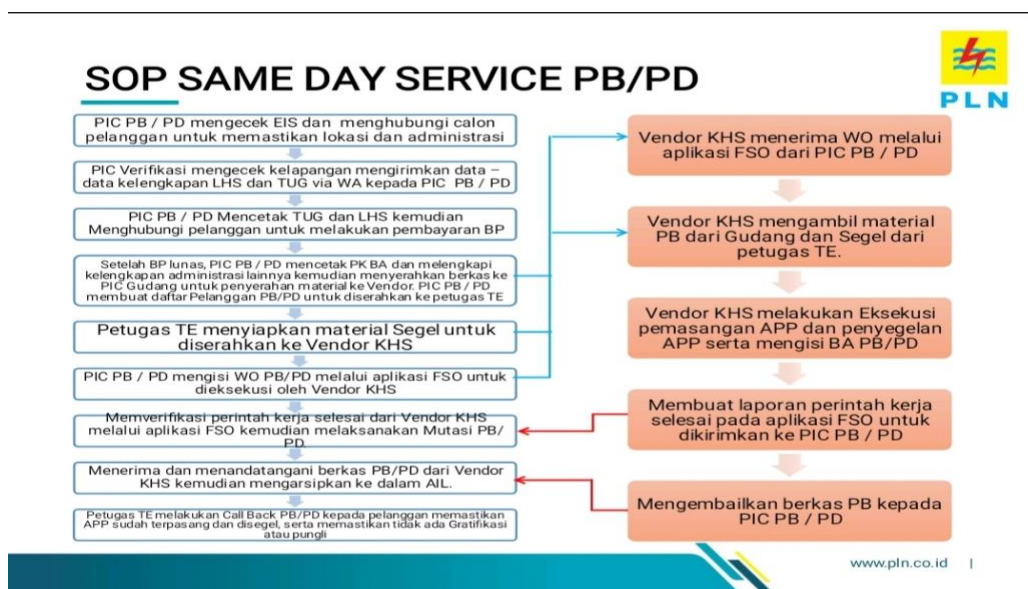 SOP SAME DAY SERVICE PB/PD
PLN
PIC PB / PD mengecek EIS dan menghubungi calon
pelanggan untuk memastikan lokasi dan administrasi
PIC Verifikasi mengecek kelapangan mengirimkan data –
data kelengkapan LHS dan TUG via WA kepada PIC PB / PD
PIC PB / PD Mencetak TUG dan LHS kemudian
Menghubungi pelanggan untuk melakukan pembayaran BP
Setelah BP lunas, PIC PB / PD mencetak PK BA dan melengkapi
kelengkapan administrasi lainnya kemudian menyerahkan berkas ke
PIC Gudang untuk penyerahan material ke Vendor. PIC PB / PD
membuat daftar Pelanggan PB/PD untuk diserahkan ke petugas TE
Petugas TE menyiapkan material Segel untuk
diserahkan ke Vendor KHS
PIC PB / PD mengisi WO PB/PD melalui aplikasi FSO untuk
dieksekusi oleh Vendor KHS
Memverifikasi perintah kerja selesai dari Vendor KHS
melalui aplikasi FSO kemudian melaksanakan Mutasi PB/
PD.
Menerima dan menandatangani berkas PB/PD dari Vendor
KHS kemudian mengarsipkan ke dalam AIL.
Petugas TE melakukan Call Back PB/PD kepada pelanggan memastikan
APP sudah terpasang dan disegel, serta memastikan tidak ada Gratifikasi
atau pungli
Vendor KHS menerima WO melalui
aplikasi FSO dari PIC PB / PD
Vendor KHS mengambil material
PB dari Gudang dan Segel dari
petugas TE.
Vendor KHS melakukan Eksekusi
pemasangan APP dan penyegelan
APP serta mengisi BA PB/PD
Membuat laporan perintah kerja
selesai pada aplikasi FSO untuk
dikirimkan ke PIC PB / PD
Mengembailkan berkas PB kepada
PIC PB / PD
www.pln.co.id |